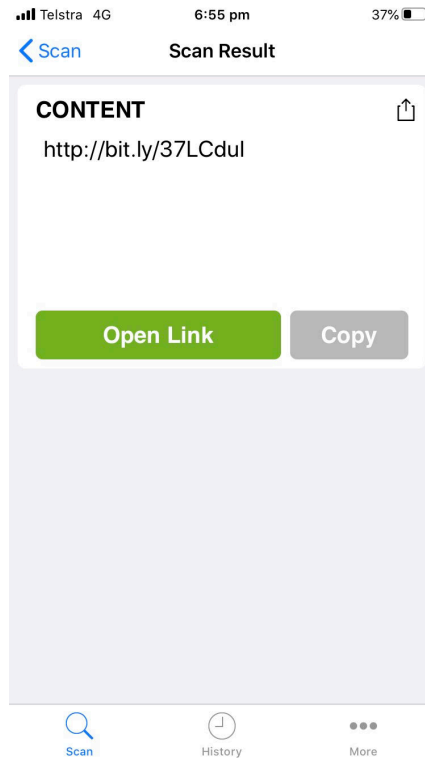 Telstra 4G 6:55 pm 37%
Scan Scan Result
CONTENT
http://bit.ly/37LCduI
Open Link Copy
Scan History More